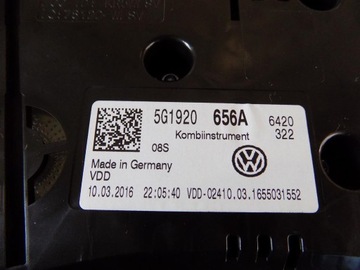 5G1920 656A 6420
Kombiinstrument 322
08S
Made in Germany
VDD
10.03.2016 22:05:40 VDD-02410.03.1655031552